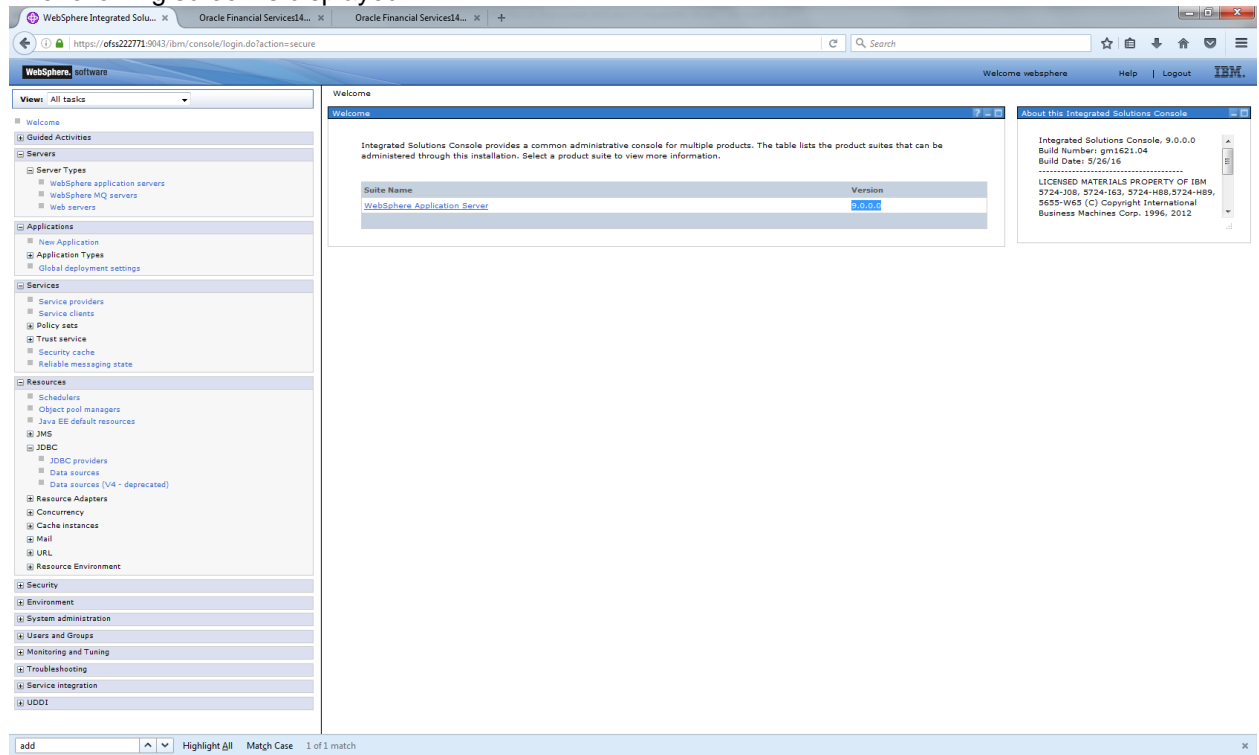 WebSphere Integrated Solu... × Oracle Financial Services14... × Oracle Financial Services14... × +
https://ofss222771:9043/ibm/console/login.do?action=secure Search
WebSphere. software Welcome websphere Help | Logout IBM.
View: All tasks
Welcome
Guided Activities
Servers
Server Types
WebSphere application servers
WebSphere MQ servers
Web servers
Applications
New Application
Application Types
Global deployment settings
Services
Service providers
Service clients
Policy sets
Trust service
Security cache
Reliable messaging state
Resources
Schedulers
Object pool managers
Java EE default resources
JMS
JDBC
JDBC providers
Data sources
Data sources (V4 - deprecated)
Resource Adapters
Concurrency
Cache instances
Mail
URL
Resource Environment
Security
Environment
System administration
Users and Groups
Monitoring and Tuning
Troubleshooting
Service integration
UDDI
Welcome
Welcome
Integrated Solutions Console provides a common administrative console for multiple products. The table lists the product suites that can be
administered through this installation. Select a product suite to view more information.
Suite Name Version
WebSphere Application Server 9.0.0.0
About this Integrated Solutions Console
Integrated Solutions Console, 9.0.0.0
Build Number: gm1621.04
Build Date: 5/26/16
----------------------------------------
LICENSED MATERIALS PROPERTY OF IBM
5724-J08, 5724-I63, 5724-H88,5724-H89,
5655-W65 (C) Copyright International
Business Machines Corp. 1996, 2012
add Highlight All Match Case 1 of 1 match